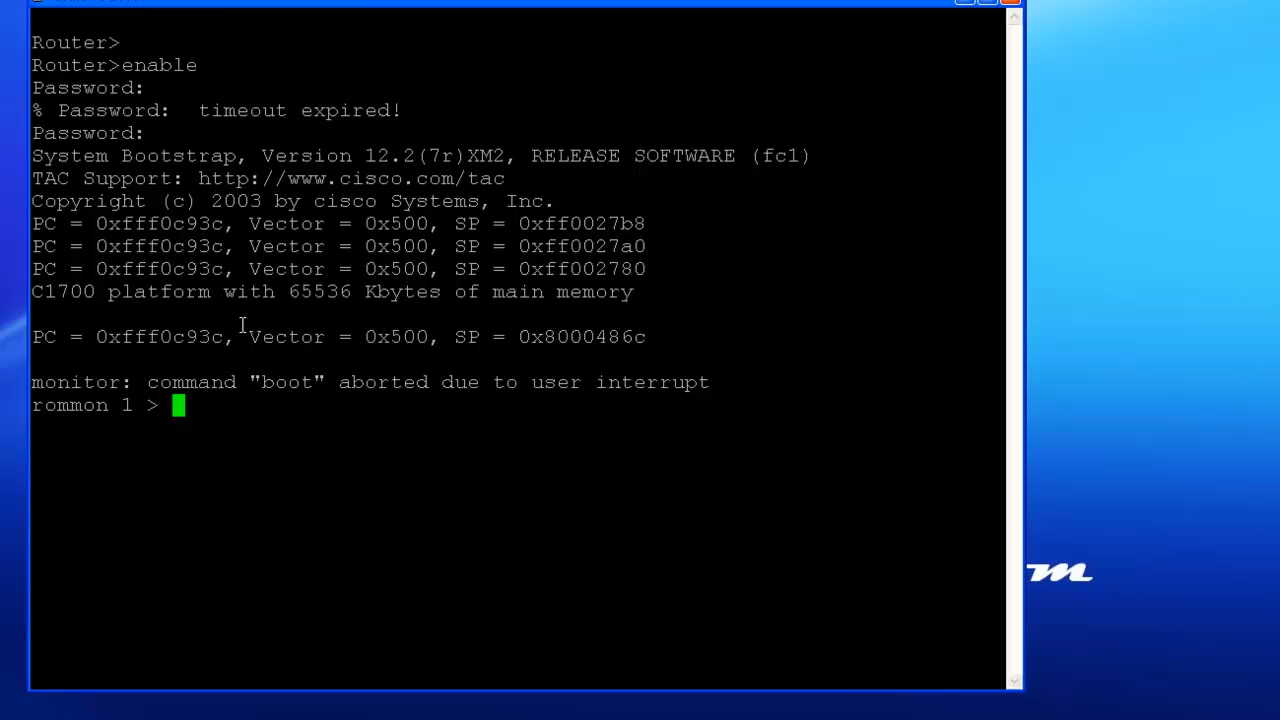 Router>
Router>enable
Password:
% Password:  timeout expired!
Password:
System Bootstrap, Version 12.2(7r)XM2, RELEASE SOFTWARE (fc1)
TAC Support: http://www.cisco.com/tac
Copyright (c) 2003 by cisco Systems, Inc.
PC = 0xfff0c93c, Vector = 0x500, SP = 0xff0027b8
PC = 0xfff0c93c, Vector = 0x500, SP = 0xff0027a0
PC = 0xfff0c93c, Vector = 0x500, SP = 0xff002780
C1700 platform with 65536 Kbytes of main memory
PC = 0xfff0c93c, Vector = 0x500, SP = 0x8000486c
monitor: command "boot" aborted due to user interrupt
rommon 1 >
m